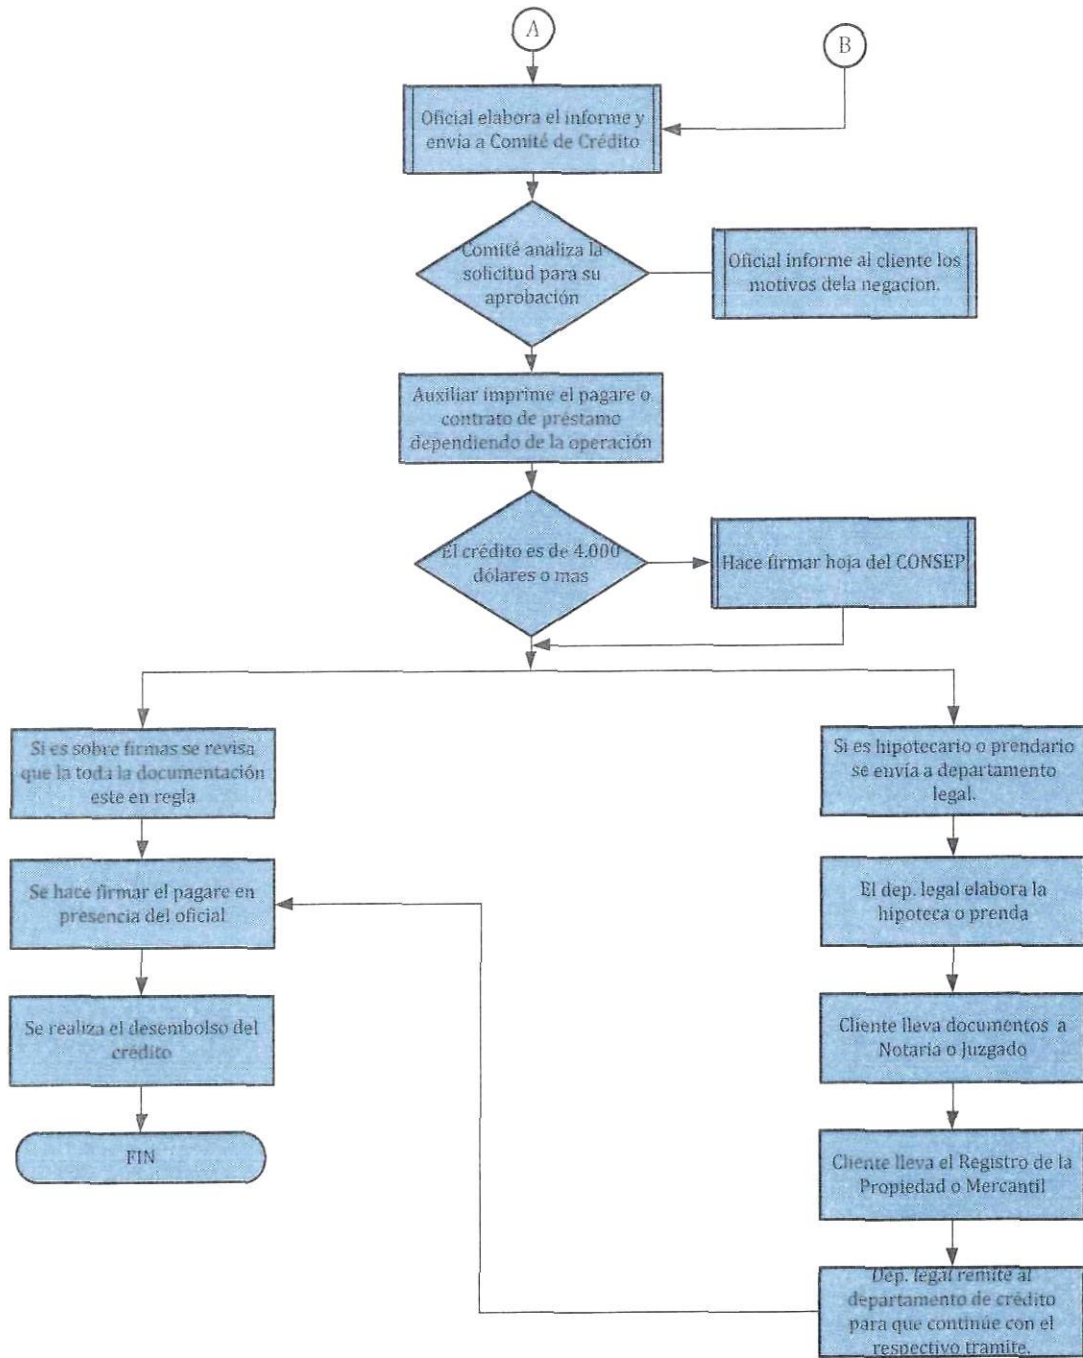 A
B
Oficial elabora el informe y
envia a Comité de Crédito
Comité analiza la
solicitud para su
aprobación
Oficial informe al cliente los
motivos dela negacion.
Auxiliar imprime el pagare o
contrato de préstamo
dependiendo de la operación
El crédito es de 4.000
dólares o mas
Hace firmar hoja del CONSEP
Si es sobre firmas se revisa
que la toda la documentación
este en regla
Si es hipotecario o prendario
se envía a departamento
legal.
Se hace firmar el pagare en
presencia del oficial
El dep. legal elabora la
hipoteca o prenda
Se realiza el desembolso del
crédito
Cliente lleva documentos a
Notaria o Juzgado
FIN
Cliente lleva el Registro de la
Propiedad o Mercantil
Dep. legal remite al
departamento de crédito
para que continúe con el
respectivo tramite.